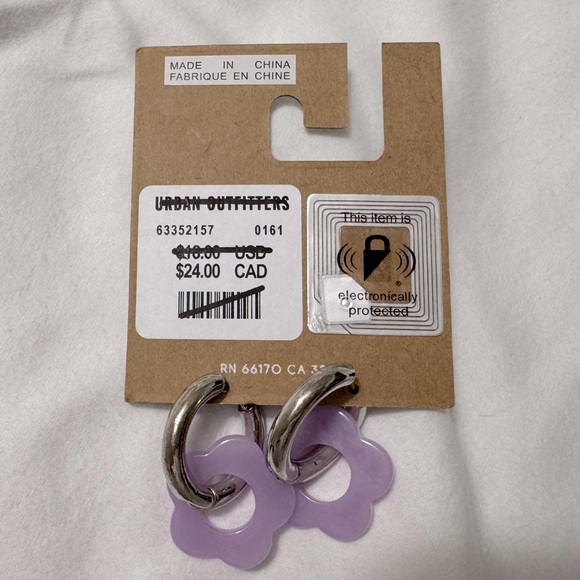 MADE IN CHINA
FABRIQUE EN CHINE
URBAN OUTFITTERS
63352157 0161
$18.00 USD
$24.00 CAD
This item is
®
electronically
protected
RN 66170 CA